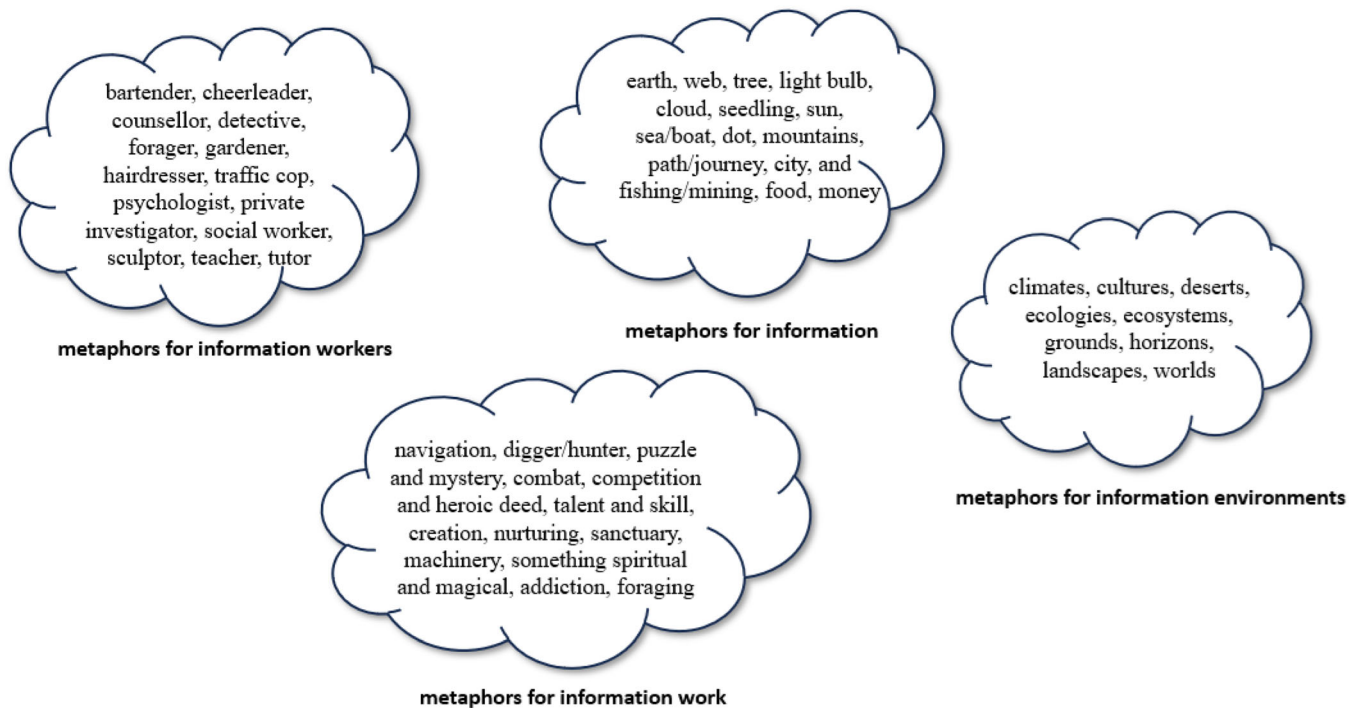 bartender, cheerleader,
counsellor, detective,
forager, gardener,
hairdresser, traffic cop,
psychologist, private
investigator, social worker,
sculptor, teacher, tutor
metaphors for information workers
earth, web, tree, light bulb,
cloud, seedling, sun,
sea/boat, dot, mountains,
path/journey, city, and
fishing/mining, food, money
metaphors for information
climates, cultures, deserts,
ecologies, ecosystems,
grounds, horizons,
landscapes, worlds
metaphors for information environments
navigation, digger/hunter, puzzle
and mystery, combat, competition
and heroic deed, talent and skill,
creation, nurturing, sanctuary,
machinery, something spiritual
and magical, addiction, foraging
metaphors for information work